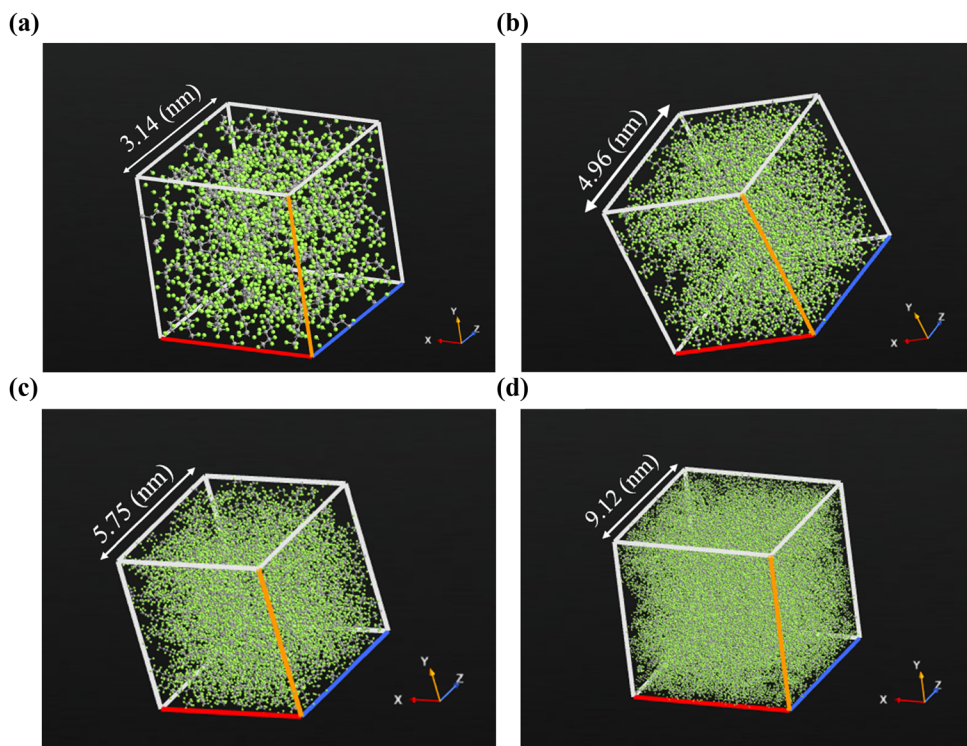 (a)
3.14 (nm)
Y
Z
X
(b)
4.96 (nm)
Y
Z
X
(c)
5.75 (nm)
Y
Z
X
(d)
9.12 (nm)
Y
Z
X